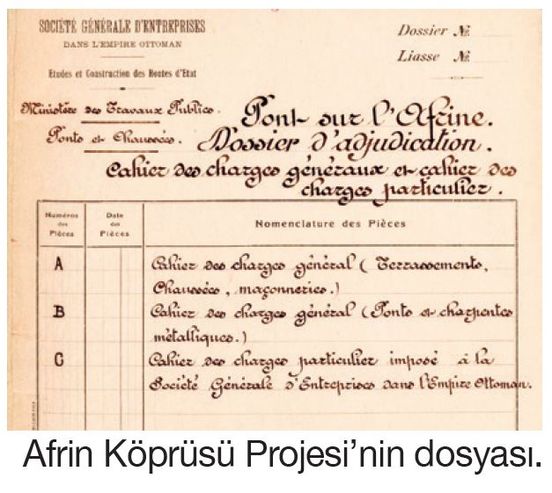 SOCIÉTÉ GÉNÉRALE D'ENTREPRISES
DANS L'EMPIRE OTTOMAN
Etudes et Construction des Routes d'Etat
Dossier №
Liasse №
Ministère des Travaux Publics.
Ponts et Chaussées.
Pont sur l'Afrine.
Dossier d'adjudication.
Cahier des charges généraux et cahier des
charges particulier.
Numéros des Pièces
Date des Pièces
Nomenclature des Pièces
A Cahier des charges général (Terrassements,
Chaussées, maçonneries.)
B Cahier des charges général (Ponts et charpentes
métalliques.)
C Cahier des charges particulier imposé à la
Société Générale d'Entreprises dans l'Empire Ottoman.
Afrin Köprüsü Projesi'nin dosyası.